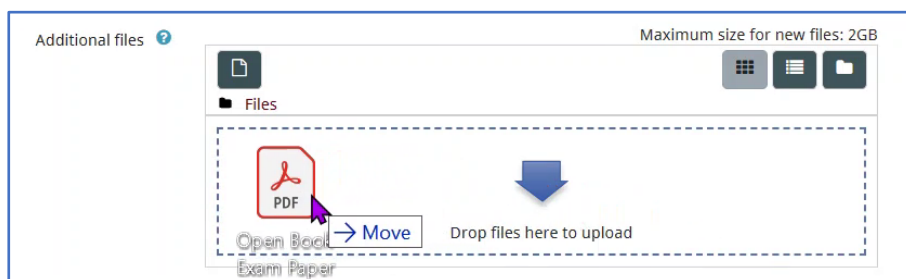 Additional files ?
Maximum size for new files: 2GB
Files
PDF
Move
Drop files here to upload
Open Book
Exam Paper